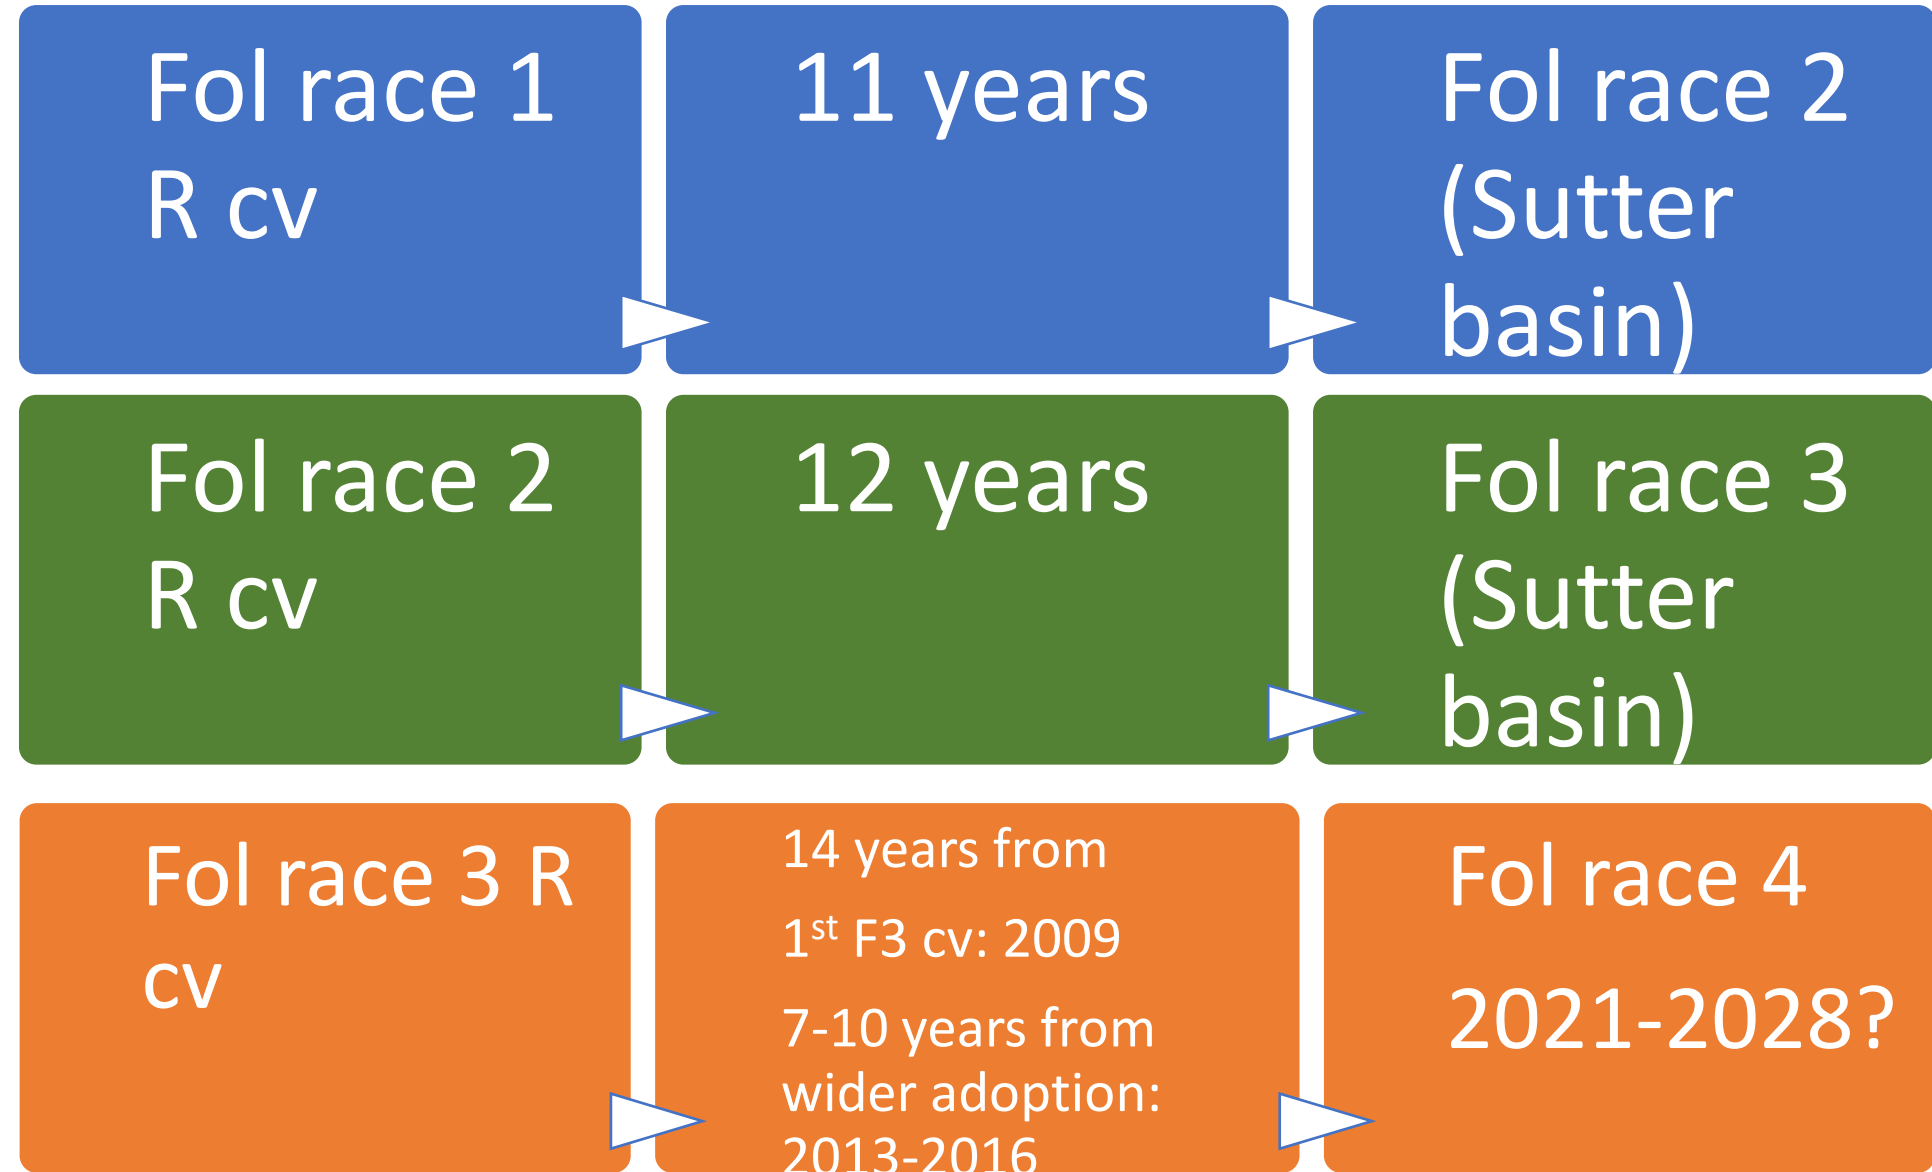 Fol race 1
R cv
11 years
Fol race 2
(Sutter
basin)
Fol race 2
R cv
12 years
Fol race 3
(Sutter
basin)
Fol race 3 R
cv
14 years from
1st F3 cv: 2009
7-10 years from
wider adoption:
2013-2016
Fol race 4
2021-2028?